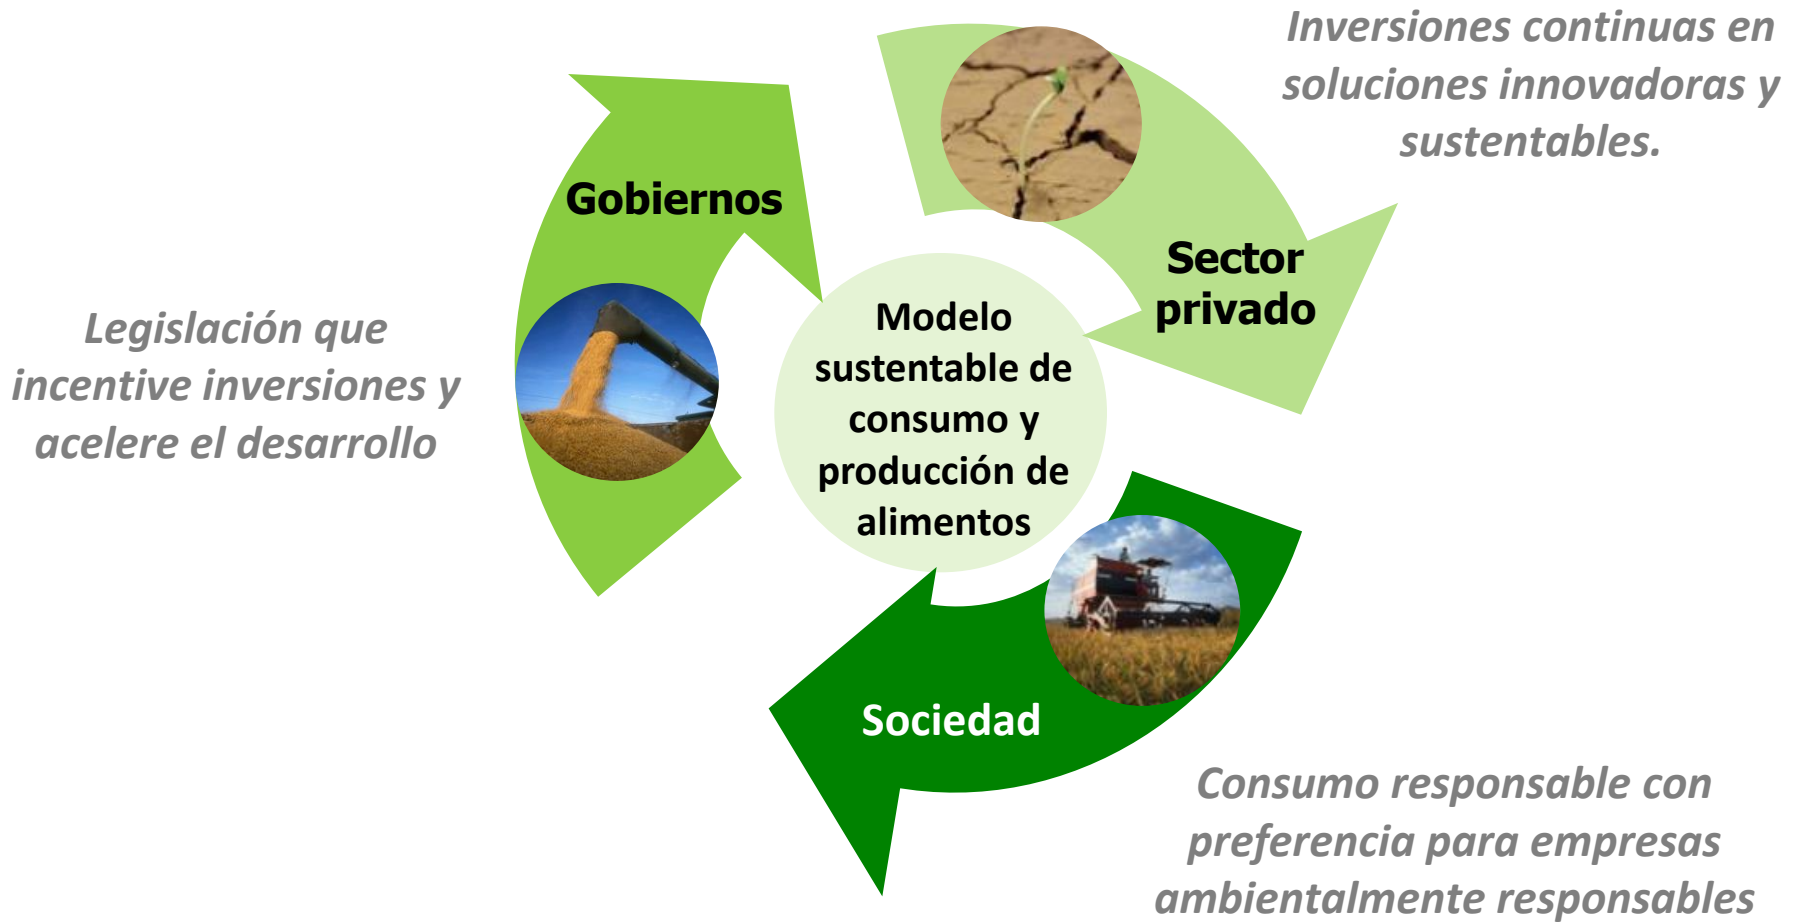 Inversiones continuas en
soluciones innovadoras y
sustentables.
Gobiernos
Sector
privado
Legislación que
incentive inversiones y
acelere el desarrollo
Modelo
sustentable de
consumo y
producción de
alimentos
Sociedad
Consumo responsable con
preferencia para empresas
ambientalmente responsables